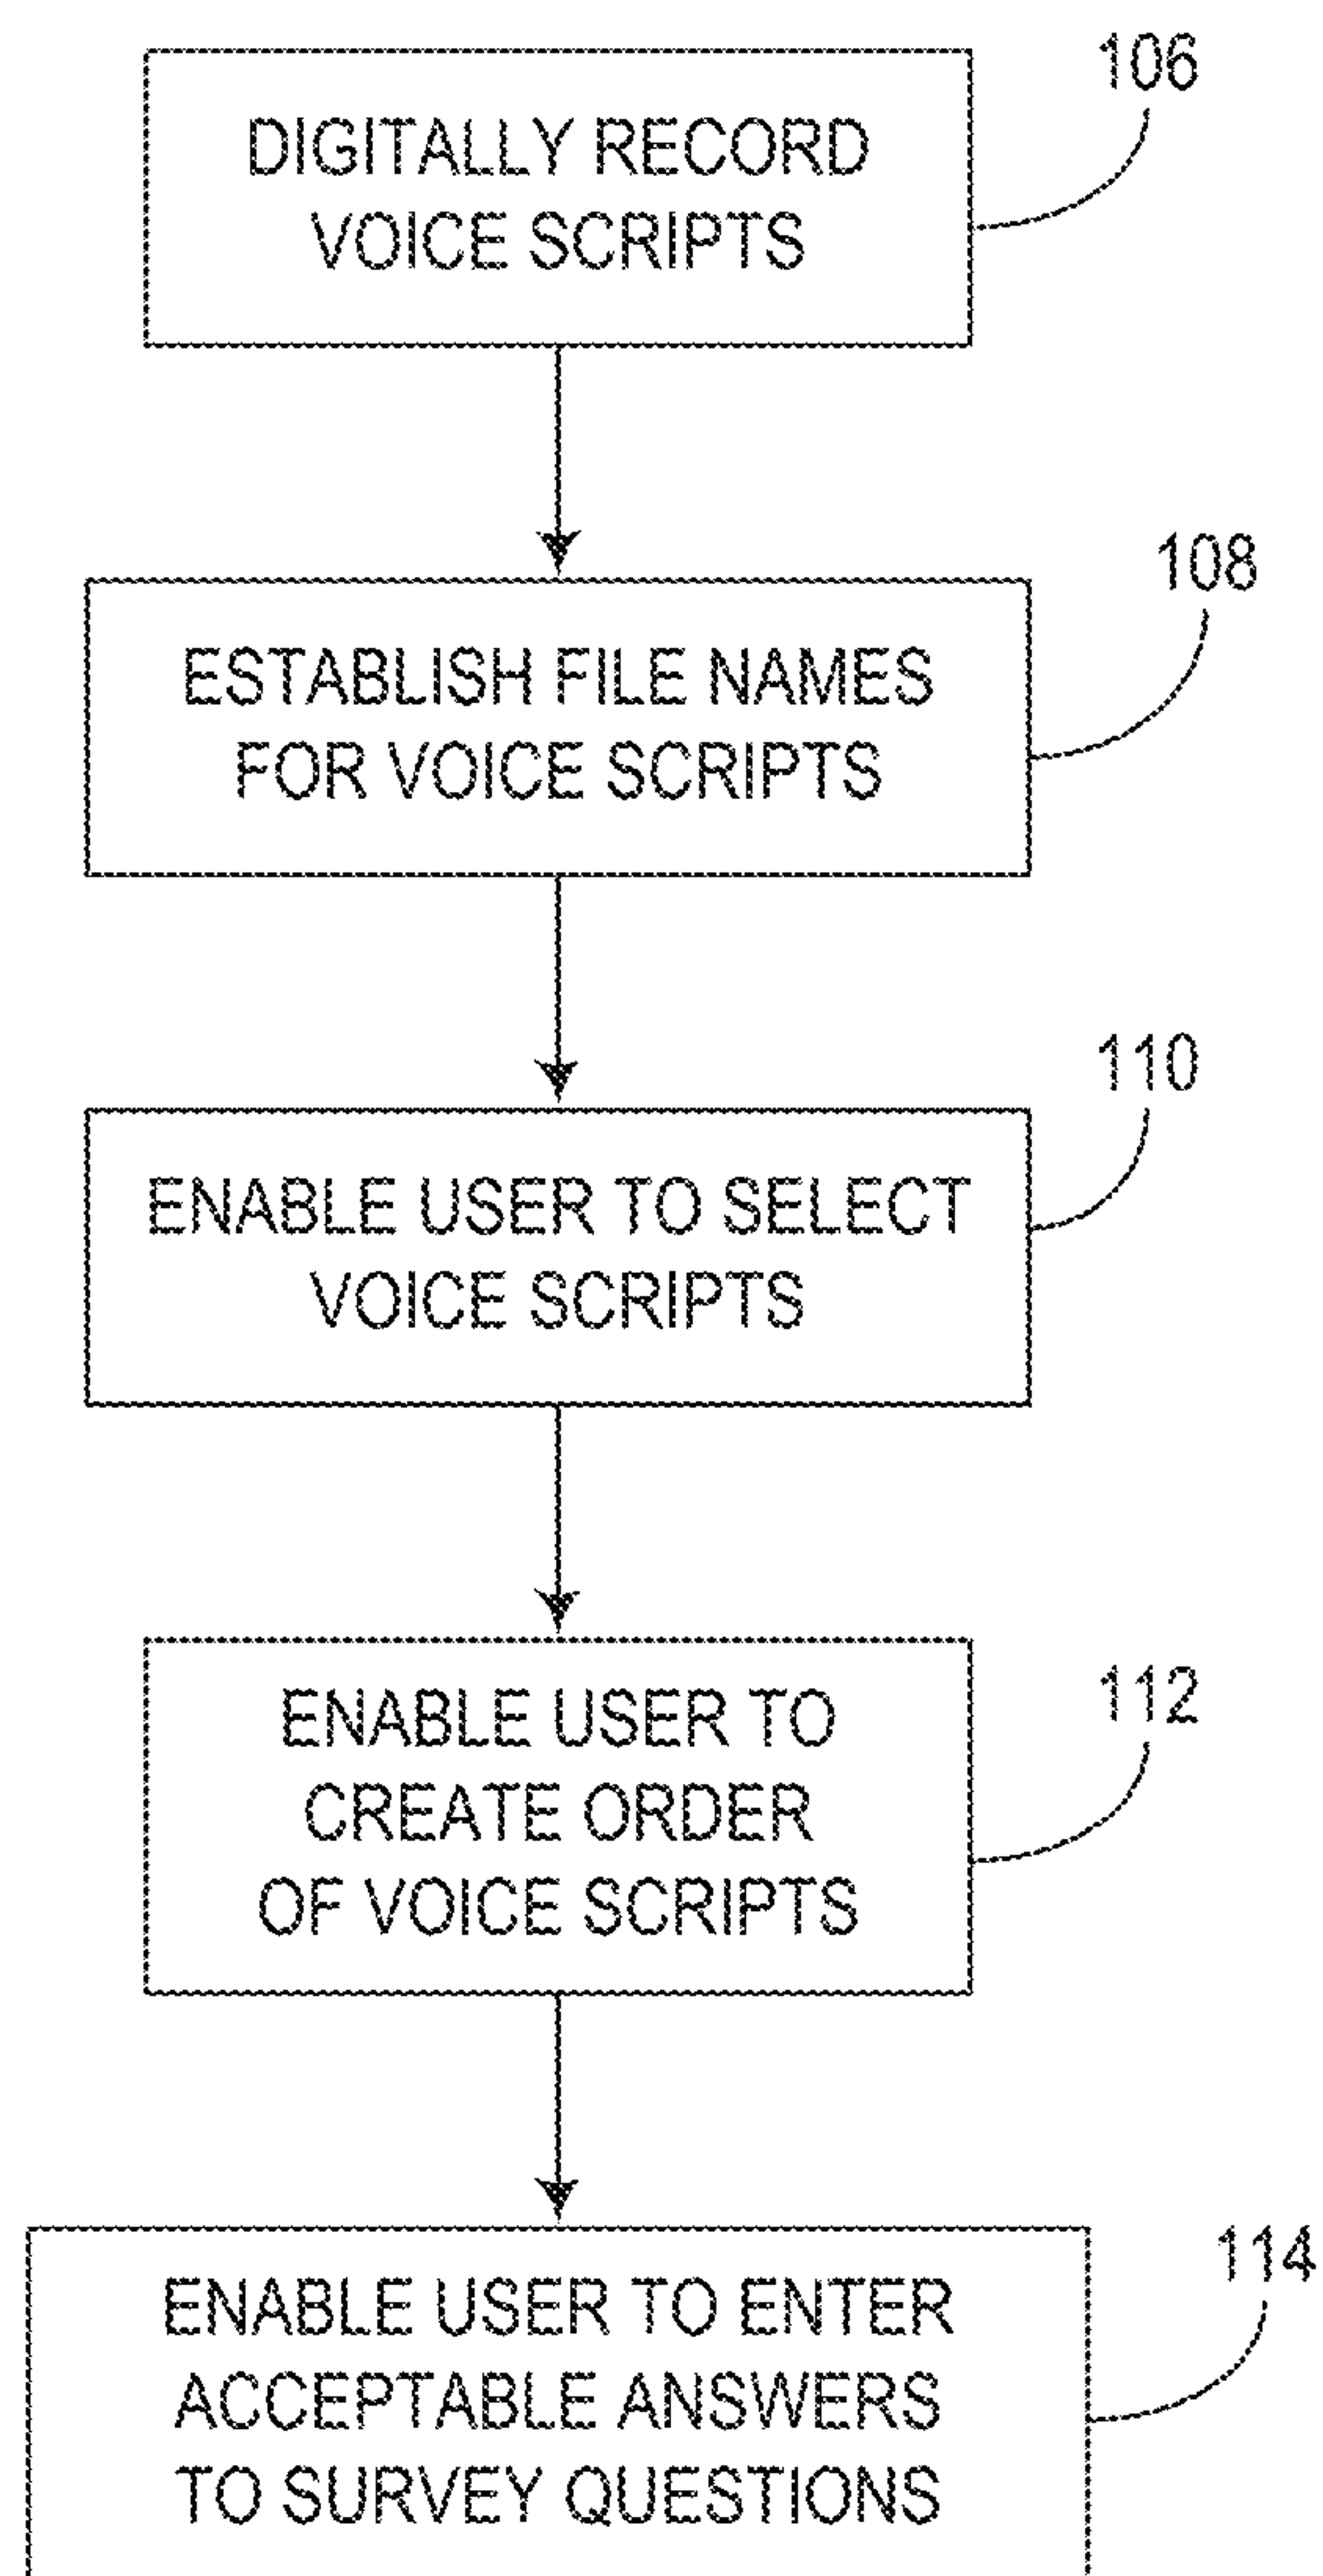 106
DIGITALLY RECORD
VOICE SCRIPTS
108
ESTABLISH FILE NAMES
FOR VOICE SCRIPTS
110
ENABLE USER TO SELECT
VOICE SCRIPTS
112
ENABLE USER TO
CREATE ORDER
OF VOICE SCRIPTS
114
ENABLE USER TO ENTER
ACCEPTABLE ANSWERS
TO SURVEY QUESTIONS